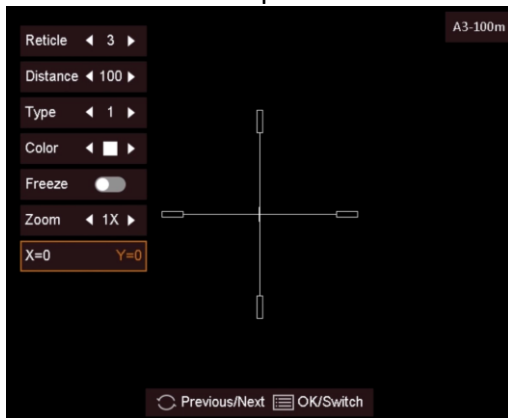 A3-100m
Reticle 3
Distance 100
Type 1
Color
Freeze
Zoom 1X
X=0 Y=0
Previous/Next OK/Switch